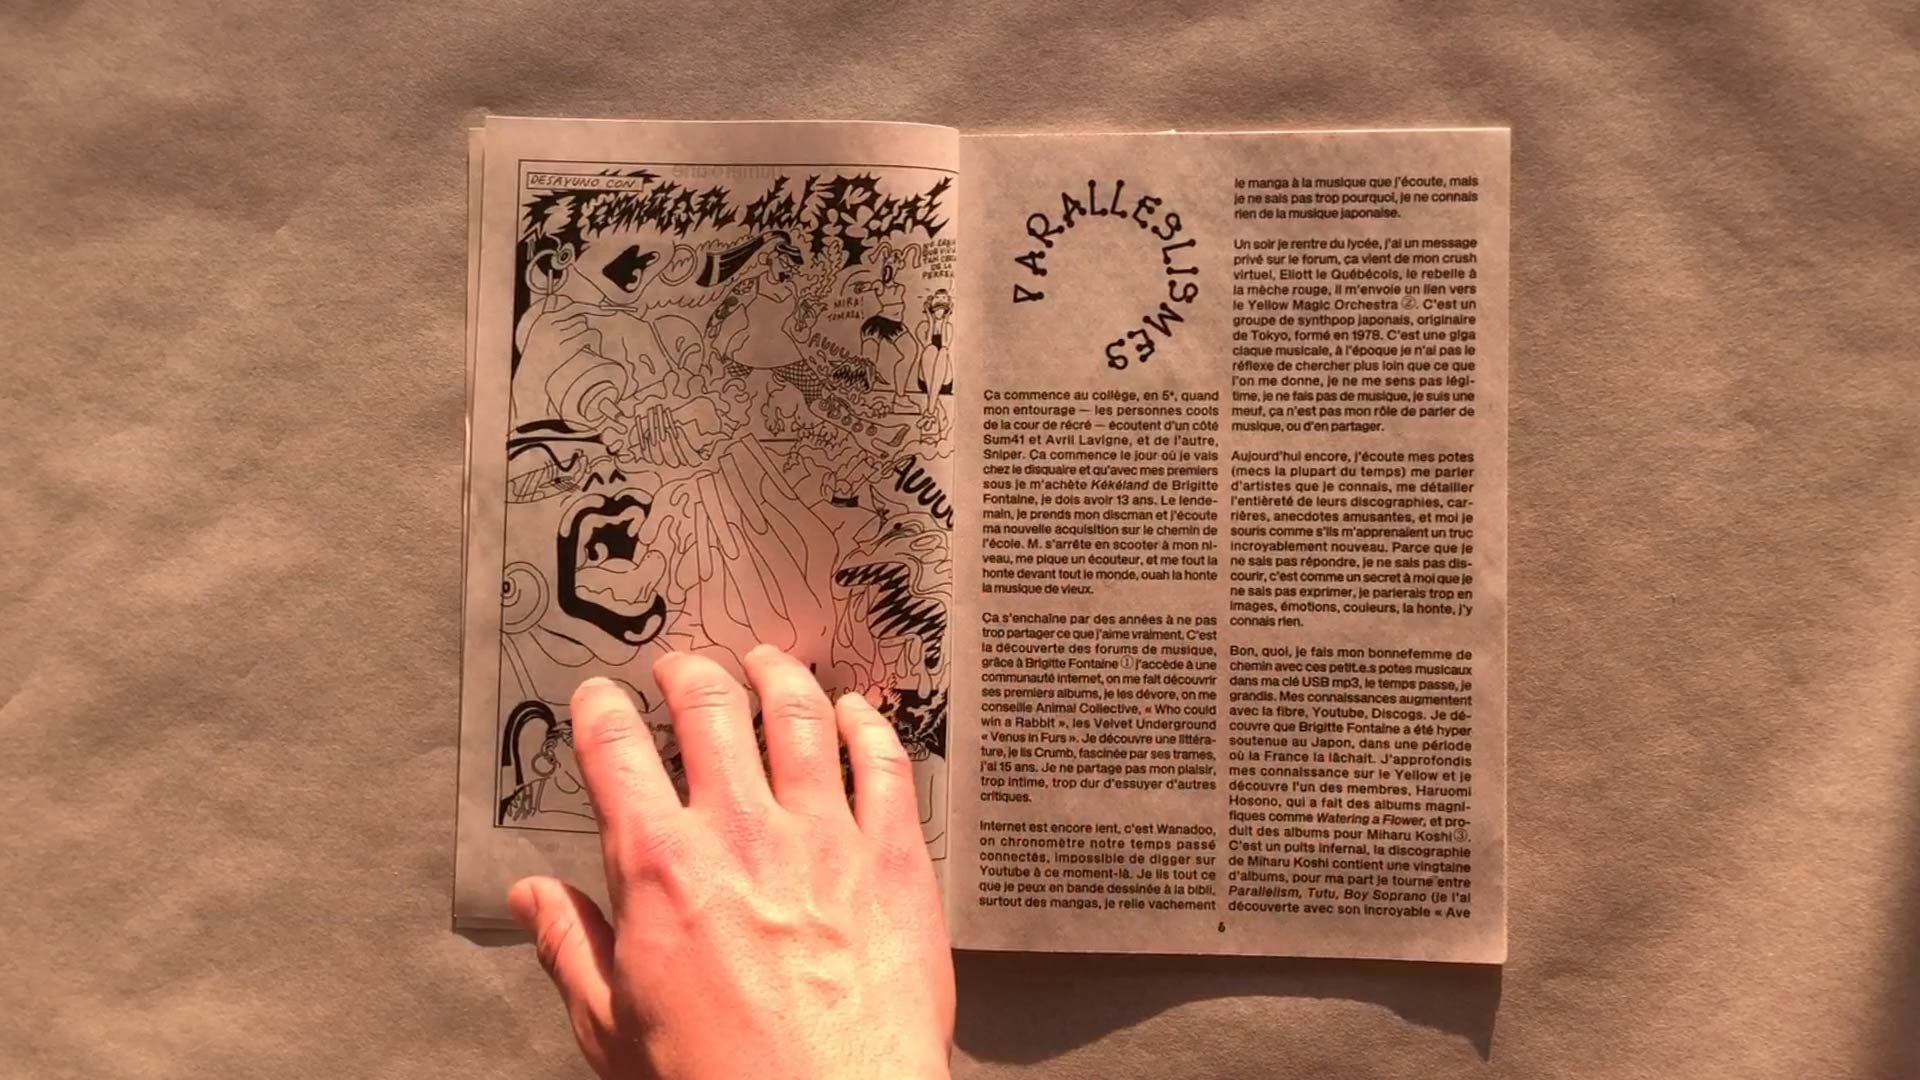 DESAYUNO CON
MIRA!
TOMASA!
PARALLESLISMES
Ça commence au collège, en 5e, quand
mon entourage — les personnes cools
de la cour de récré — écoutent d'un côté
Sum41 et Avril Lavigne, et de l'autre,
Sniper. Ça commence le jour où je vais
chez le disquaire et qu'avec mes premiers
sous je m'achète Kékéland de Brigitte
Fontaine, je dois avoir 13 ans. Le lende-
main, je prends mon discman et j'écoute
ma nouvelle acquisition sur le chemin de
l'école. M. s'arrête en scooter à mon ni-
veau, me pique un écouteur, et me fout la
honte devant tout le monde, ouah la honte
la musique de vieux.
Ça s'enchaîne par des années à ne pas
trop partager ce que j'aime vraiment. C'est
la découverte des forums de musique,
grâce à Brigitte Fontaine ① j'accède à une
communauté internet, on me fait découvrir
ses premiers albums, je les dévore, on me
conseille Animal Collective, « Who could
win a Rabbit », les Velvet Underground
« Venus in Furs ». Je découvre une littéra-
ture, je lis Crumb, fascinée par ses trames,
j'ai 15 ans. Je ne partage pas mon plaisir,
trop intime, trop dur d'essuyer d'autres
critiques.
Internet est encore lent, c'est Wanadoo,
on chronomètre notre temps passé
connectés, impossible de digger sur
Youtube à ce moment-là. Je lis tout ce
que je peux en bande dessinée à la bibli,
surtout des mangas, je relie vachement
le manga à la musique que j'écoute, mais
je ne sais pas trop pourquoi, je ne connais
rien de la musique japonaise.
Un soir je rentre du lycée, j'ai un message
privé sur le forum, ça vient de mon crush
virtuel, Eliott le Québécois, le rebelle à
la mèche rouge, il m'envoie un lien vers
le Yellow Magic Orchestra ②. C'est un
groupe de synthpop japonais, originaire
de Tokyo, formé en 1978. C'est une giga
claque musicale, à l'époque je n'ai pas le
réflexe de chercher plus loin que ce que
l'on me donne, je ne me sens pas légi-
time, je ne fais pas de musique, je suis une
meuf, ça n'est pas mon rôle de parler de
musique, ou d'en partager.
Aujourd'hui encore, j'écoute mes potes
(mecs la plupart du temps) me parler
d'artistes que je connais, me détailler
l'entièreté de leurs discographies, car-
rières, anecdotes amusantes, et moi je
souris comme s'ils m'apprenaient un truc
incroyablement nouveau. Parce que je
ne sais pas répondre, je ne sais pas dis-
courir, c'est comme un secret à moi que je
ne sais pas exprimer, je parlerais trop en
images, émotions, couleurs, la honte, j'y
connais rien.
Bon, quoi, je fais mon bonnefemme de
chemin avec ces petit.e.s potes musicaux
dans ma clé USB mp3, le temps passe, je
grandis. Mes connaissances augmentent
avec la fibre, Youtube, Discogs. Je dé-
couvre que Brigitte Fontaine a été hyper
soutenue au Japon, dans une période
où la France la lâchait. J'approfondis
mes connaissance sur le Yellow et je
découvre l'un des membres, Haruomi
Hosono, qui a fait des albums magni-
fiques comme Watering a Flower, et pro-
duit des albums pour Miharu Koshi③.
C'est un puits infernal, la discographie
de Miharu Koshi contient une vingtaine
d'albums, pour ma part je tourne entre
Parallelism, Tutu, Boy Soprano (je l'ai
découverte avec son incroyable « Ave
6